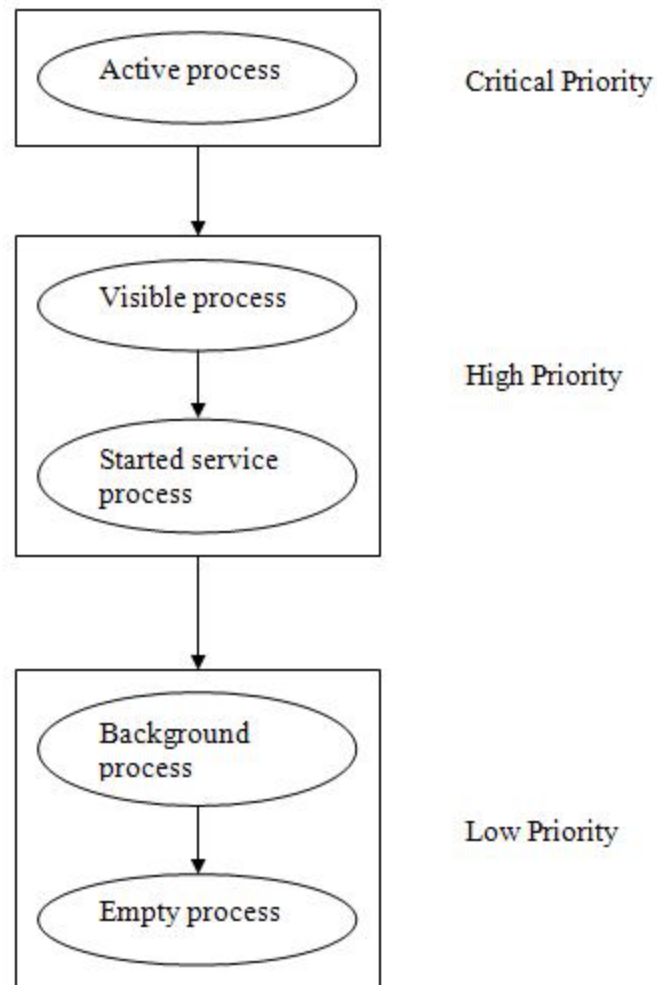 Active process
Critical Priority
Visible process
High Priority
Started service
process
Background
process
Low Priority
Empty process